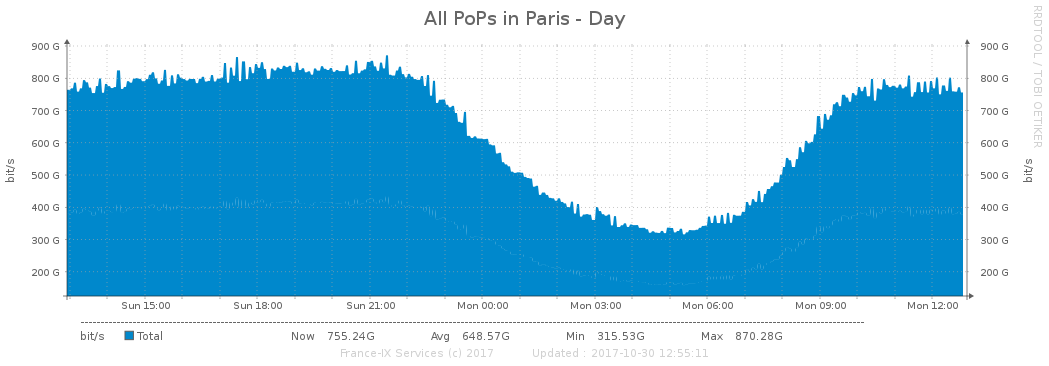 All PoPs in Paris - Day
RRDTOOL / TOBI OETIKER
900 G 900 G
800 G 800 G
700 G 700 G
600 G 600 G
500 G 500 G
400 G 400 G
300 G 300 G
200 G 200 G
bit/s bit/s
Sun 15:00 Sun 18:00 Sun 21:00 Mon 00:00 Mon 03:00 Mon 06:00 Mon 09:00 Mon 12:00
bit/s Total Now 755.24G Avg 648.57G Min 315.53G Max 870.28G
France-IX Services (c) 2017 Updated : 2017-10-30 12:55:11